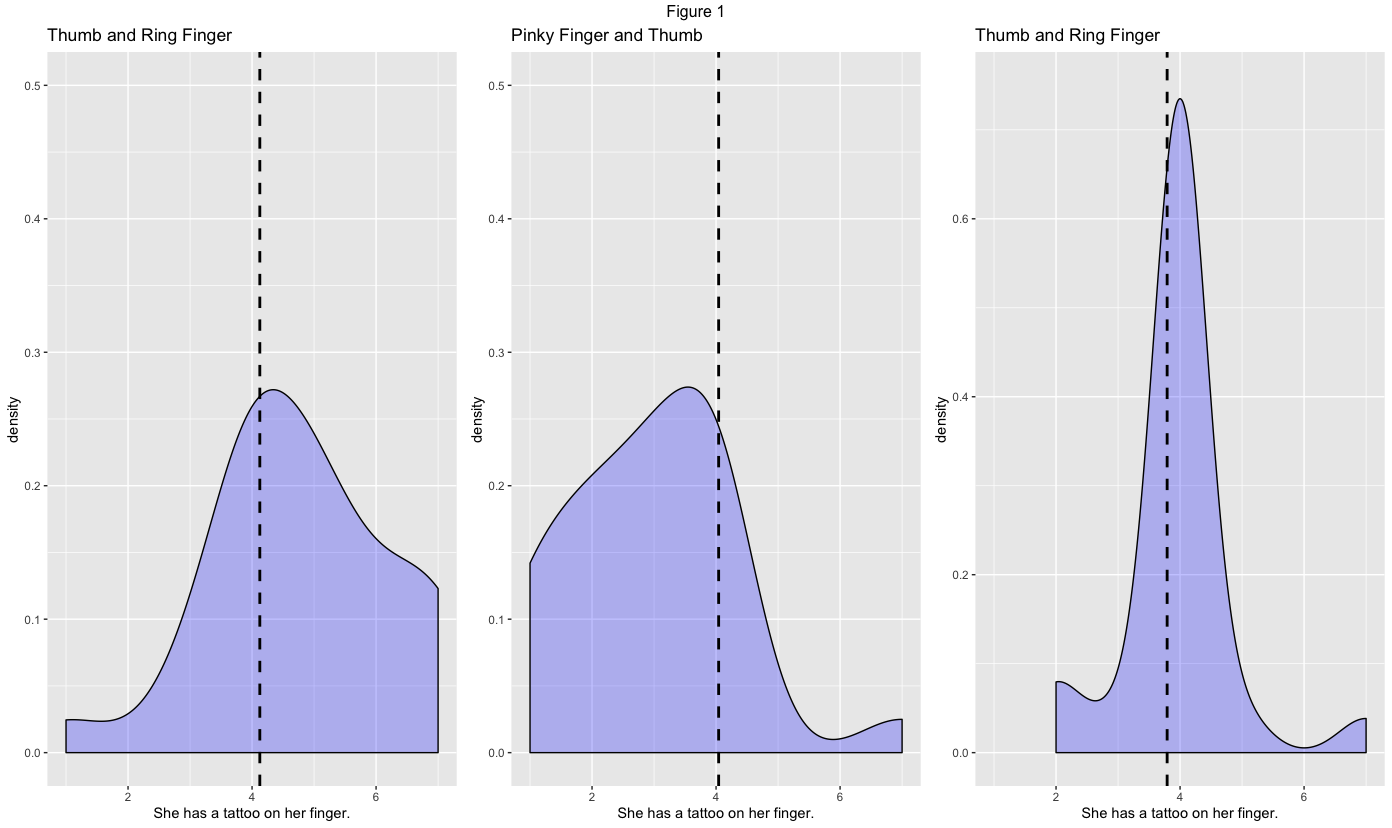 Figure 1
Thumb and Ring Finger
0.5
0.4
0.3
0.2
0.1
0.0
density
2 4 6
She has a tattoo on her finger.
Pinky Finger and Thumb
0.5
0.4
0.3
0.2
0.1
0.0
density
2 4 6
She has a tattoo on her finger.
Thumb and Ring Finger
0.6
0.4
0.2
0.0
density
2 4 6
She has a tattoo on her finger.